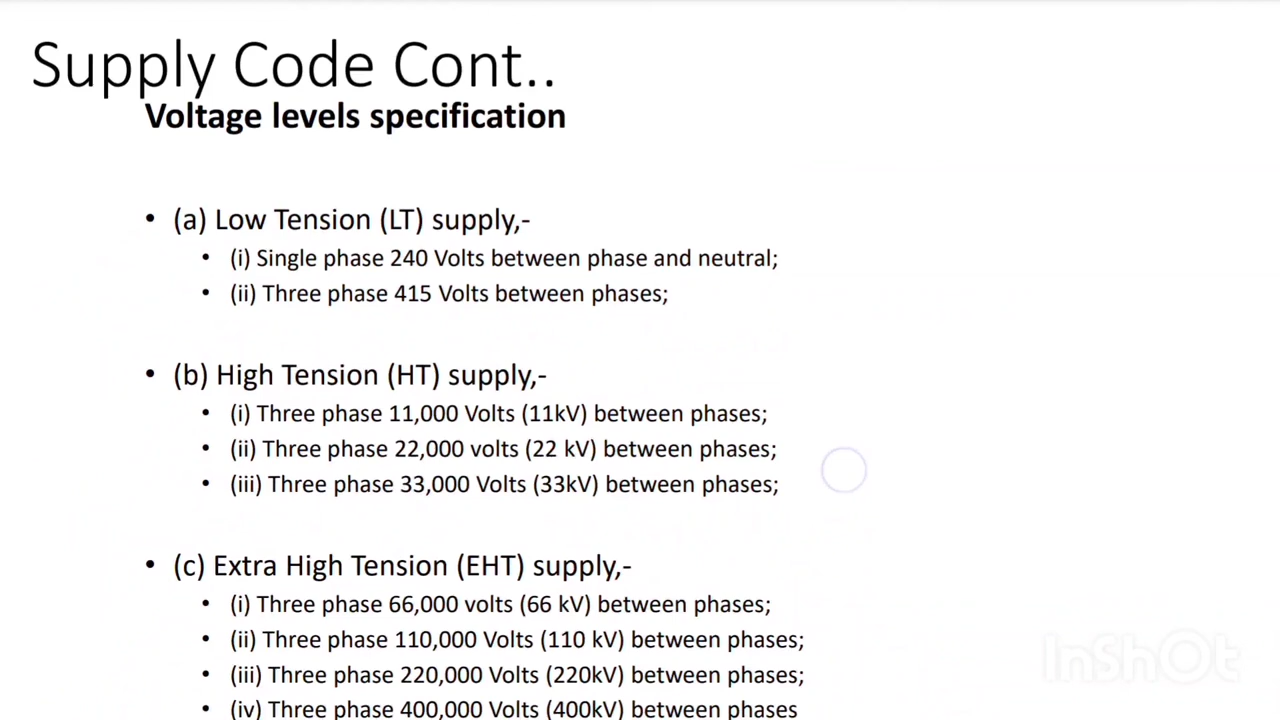 Supply Code Cont..
Voltage levels specification
• (a) Low Tension (LT) supply,-
• (i) Single phase 240 Volts between phase and neutral;
• (ii) Three phase 415 Volts between phases;
• (b) High Tension (HT) supply,-
• (i) Three phase 11,000 Volts (11kV) between phases;
• (ii) Three phase 22,000 volts (22 kV) between phases;
• (iii) Three phase 33,000 Volts (33kV) between phases;
• (c) Extra High Tension (EHT) supply,-
• (i) Three phase 66,000 volts (66 kV) between phases;
• (ii) Three phase 110,000 Volts (110 kV) between phases;
• (iii) Three phase 220,000 Volts (220kV) between phases;
• (iv) Three phase 400,000 Volts (400kV) between phases
InShOt